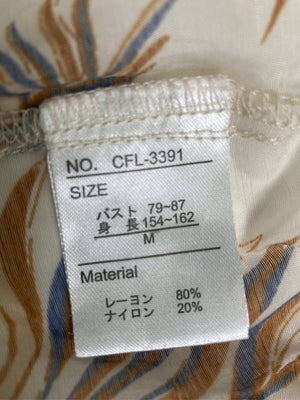 NO. CFL-3391
SIZE
バスト 79~87
身 長 154~162
M
Material
レーヨン 80%
ナイロン 20%